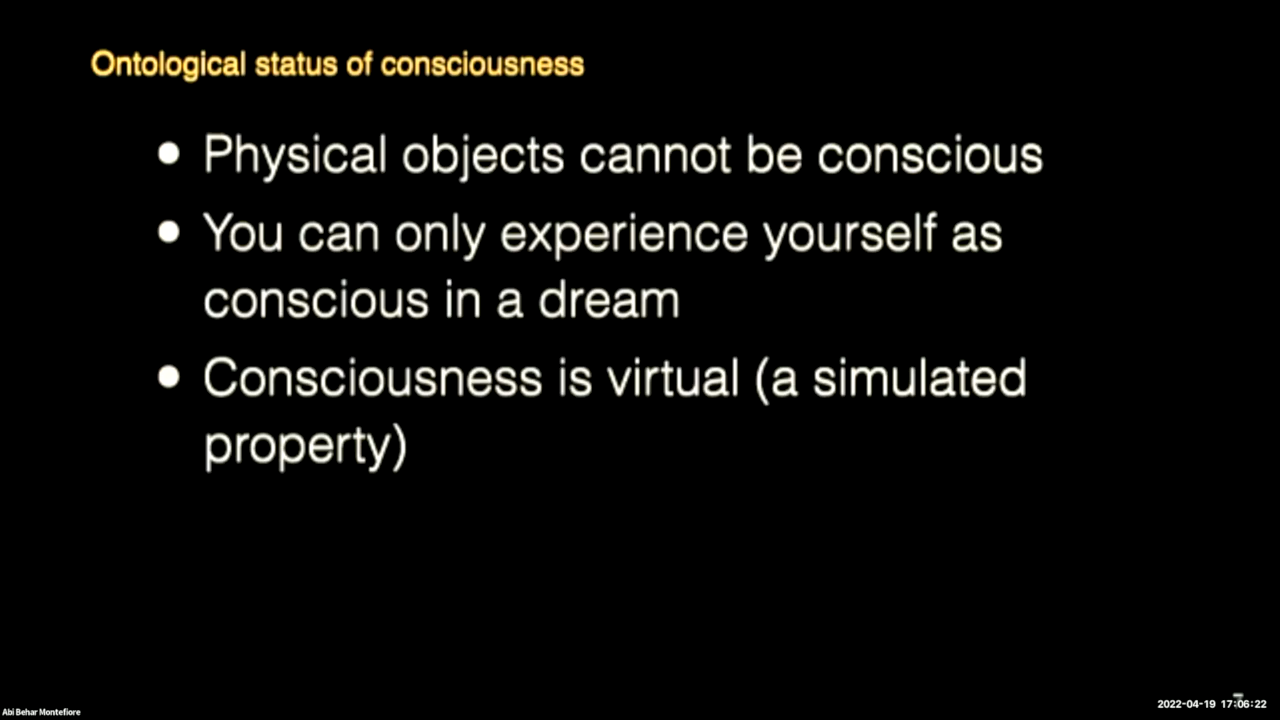 Ontological status of consciousness
• Physical objects cannot be conscious
• You can only experience yourself as
conscious in a dream
• Consciousness is virtual (a simulated
property)
Abi Behar Montefiore
2022-04-19 17:06:22